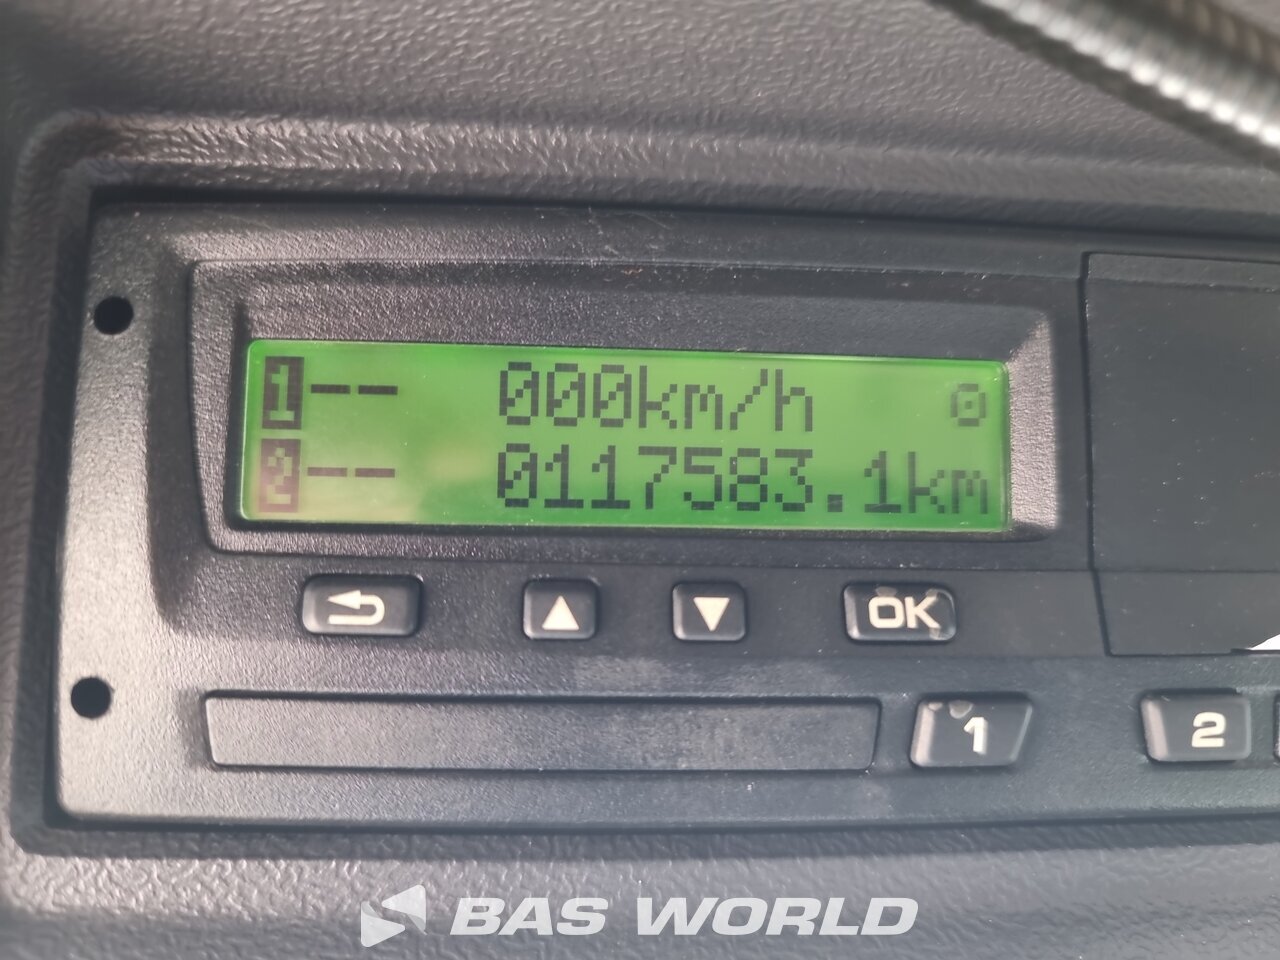 1-- 000km/h
2-- 0117583.1km
OK
1
2
BAS WORLD